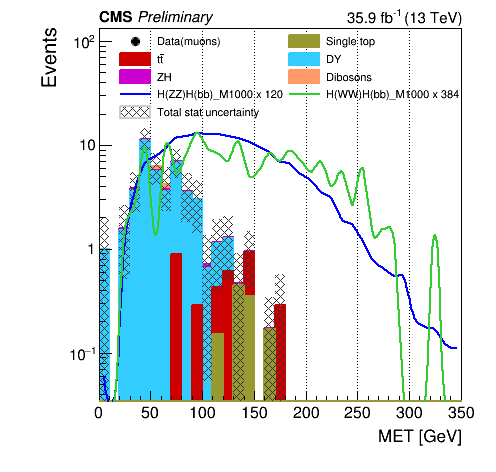 CMS Preliminary 35.9 fb⁻¹ (13 TeV)
Events
Data(muons) Single top
tt̄ DY
ZH Dibosons
H(ZZ)H(bb)_M1000 x 120 H(WW)H(bb)_M1000 x 384
Total stat uncertainty
10²
10
1
10⁻¹
0 50 100 150 200 250 300 350
MET [GeV]